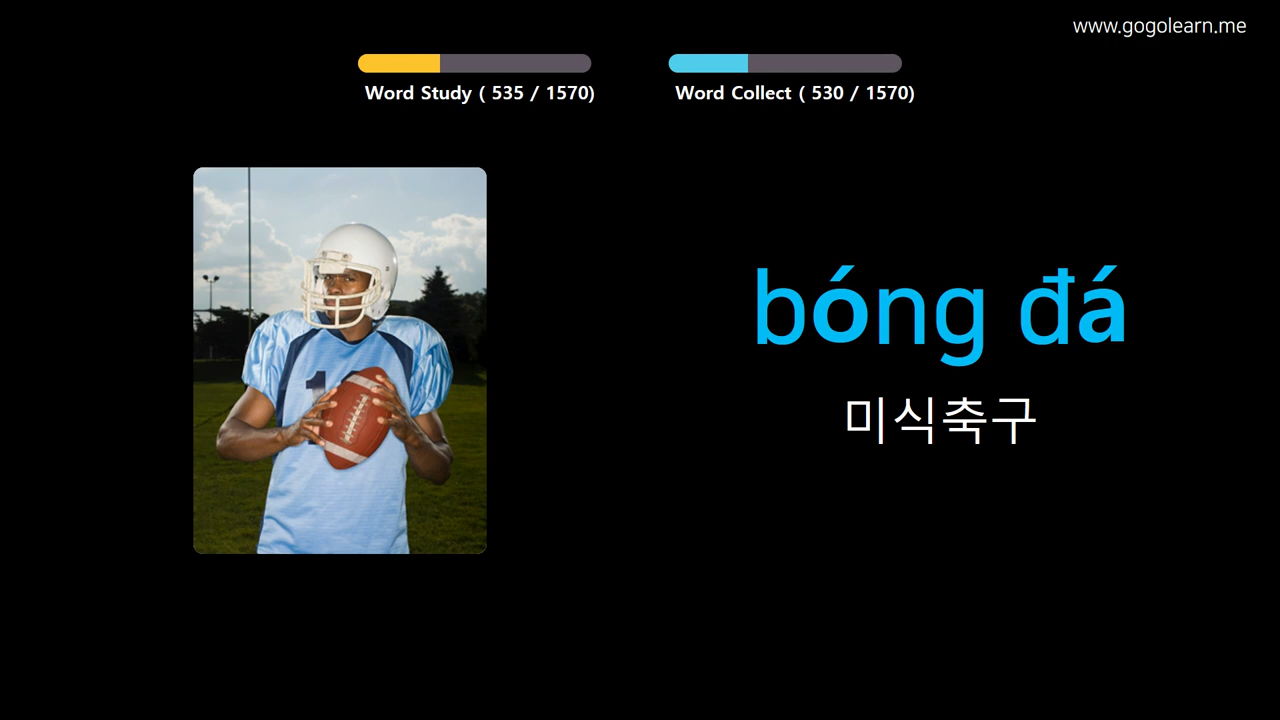 www.gogolearn.me
Word Study ( 535 / 1570)
Word Collect ( 530 / 1570)
bóng đá
미식축구